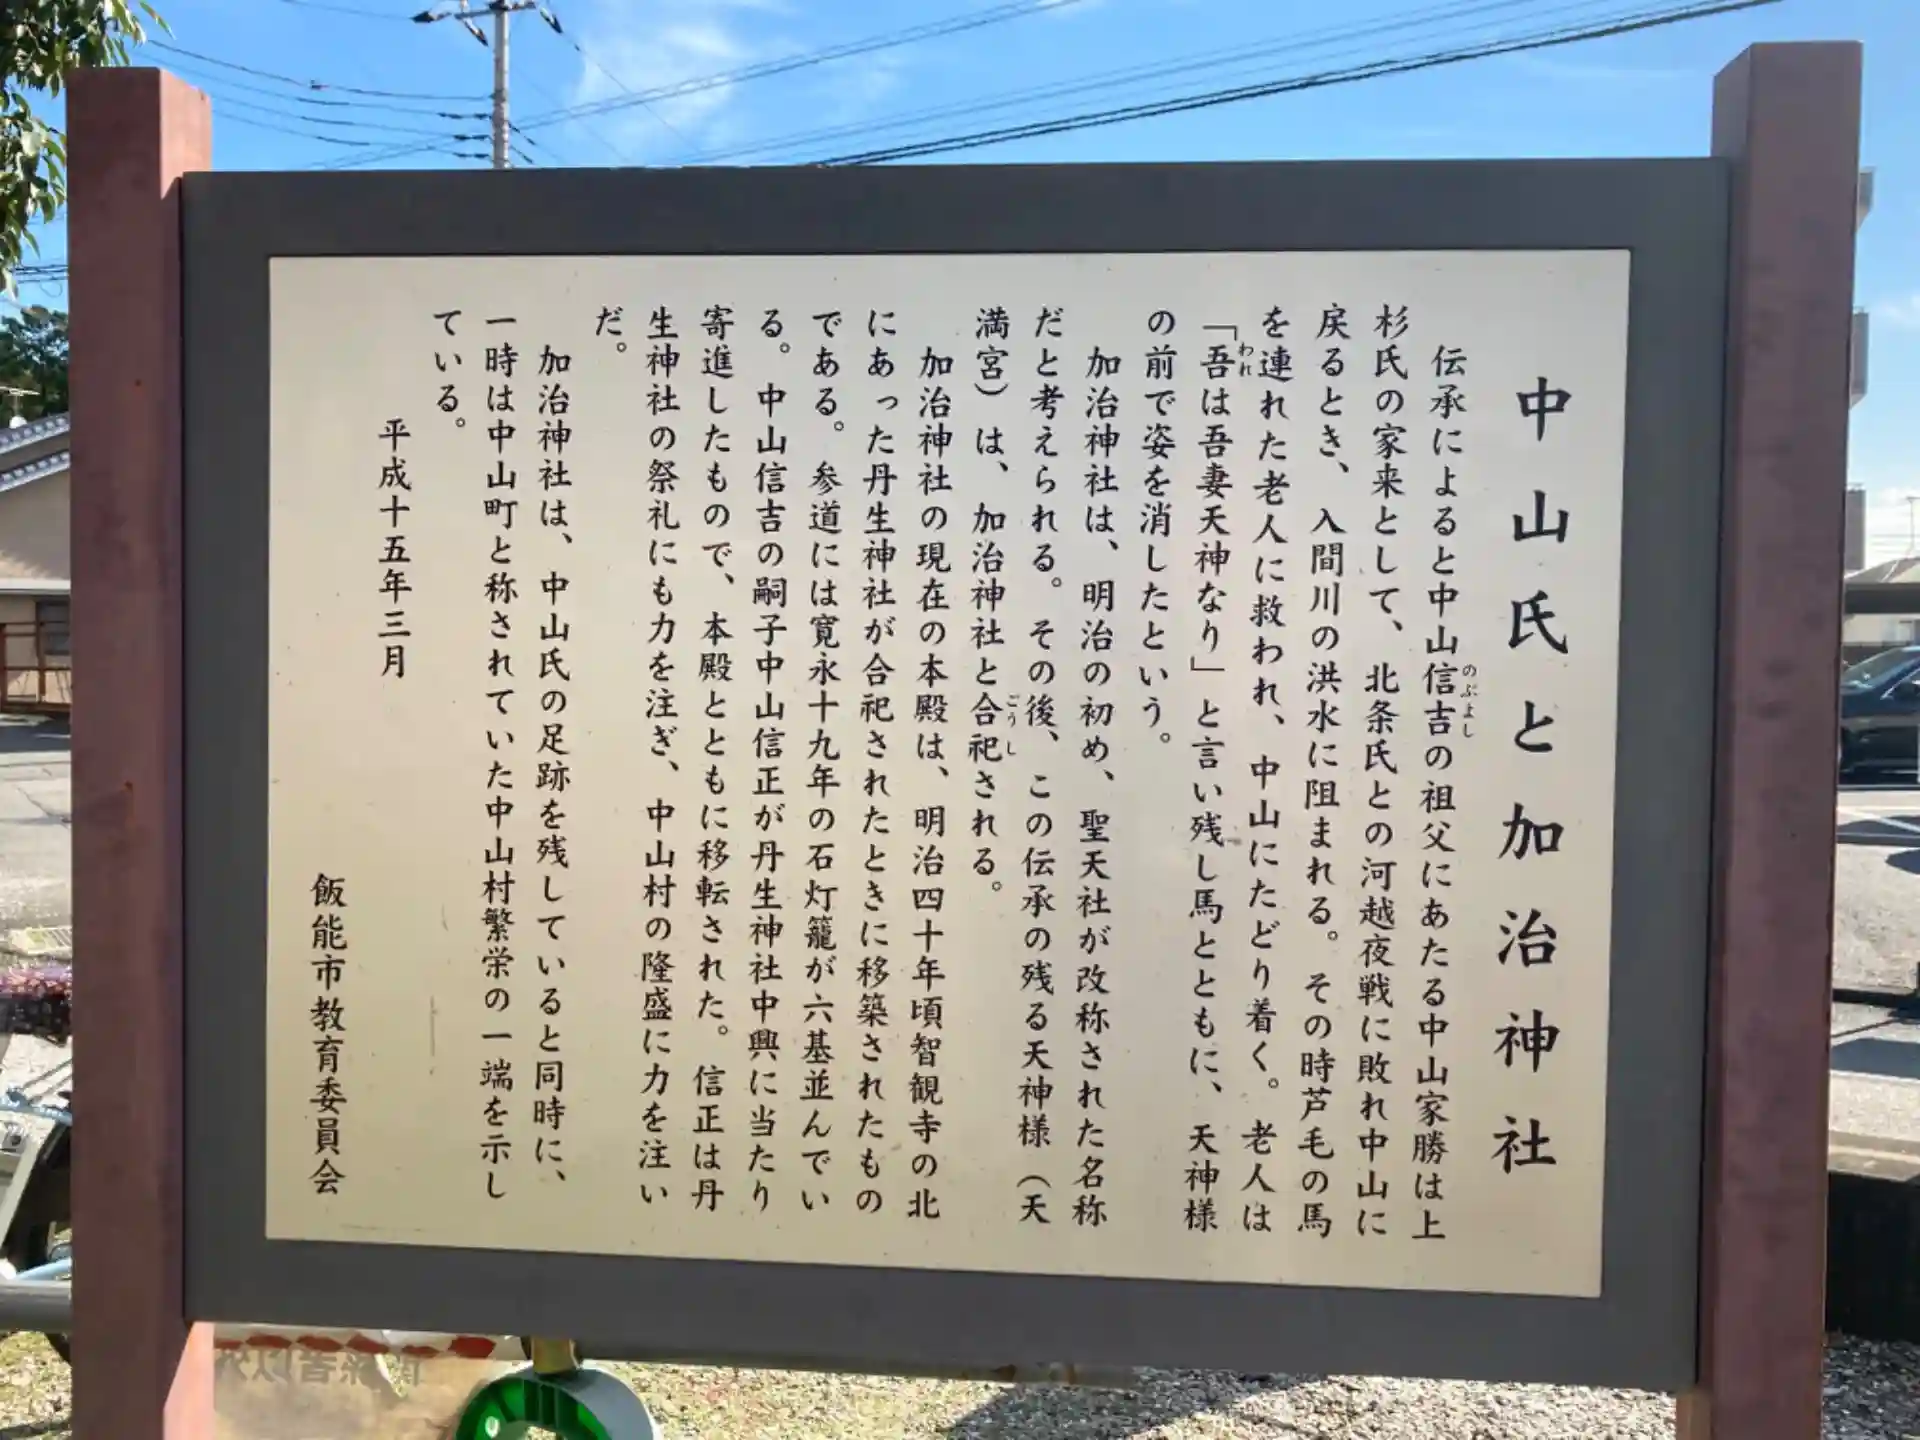 中山氏と加治神社
伝承によると中山信吉の祖父にあたる中山家勝は上
のぶよし
杉氏の家来として、北条氏との河越夜戦に敗れ中山に
戻るとき、入間川の洪水に阻まれる。その時芦毛の馬
を連れた老人に救われ、中山にたどり着く。老人は
「吾は吾妻天神なり」と言い残し馬とともに、天神様
われ
の前で姿を消したという。
加治神社は、明治の初め、聖天社が改称された名称
だと考えられる。その後、この伝承の残る天神様（天
満宮）は、加治神社と合祀される。
ごうし
加治神社の現在の本殿は、明治四十年頃智観寺の北
にあった丹生神社が合祀されたときに移築されたもの
である。参道には寛永十九年の石灯籠が六基並んでい
る。中山信吉の嗣子中山信正が丹生神社中興に当たり
寄進したもので、本殿とともに移転された。信正は丹
生神社の祭礼にも力を注ぎ、中山村の隆盛に力を注い
だ。
加治神社は、中山氏の足跡を残していると同時に、
一時は中山町と称されていた中山村繁栄の一端を示し
ている。
平成十五年三月
飯能市教育委員会